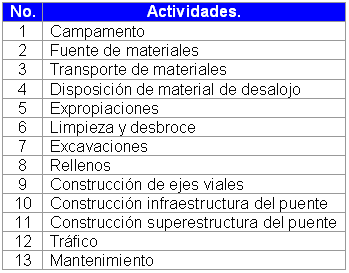 No. Actividades.
1 Campamento
2 Fuente de materiales
3 Transporte de materiales
4 Disposición de material de desalojo
5 Expropiaciones
6 Limpieza y desbroce
7 Excavaciones
8 Rellenos
9 Construcción de ejes viales
10 Construcción infraestructura del puente
11 Construcción superestructura del puente
12 Tráfico
13 Mantenimiento